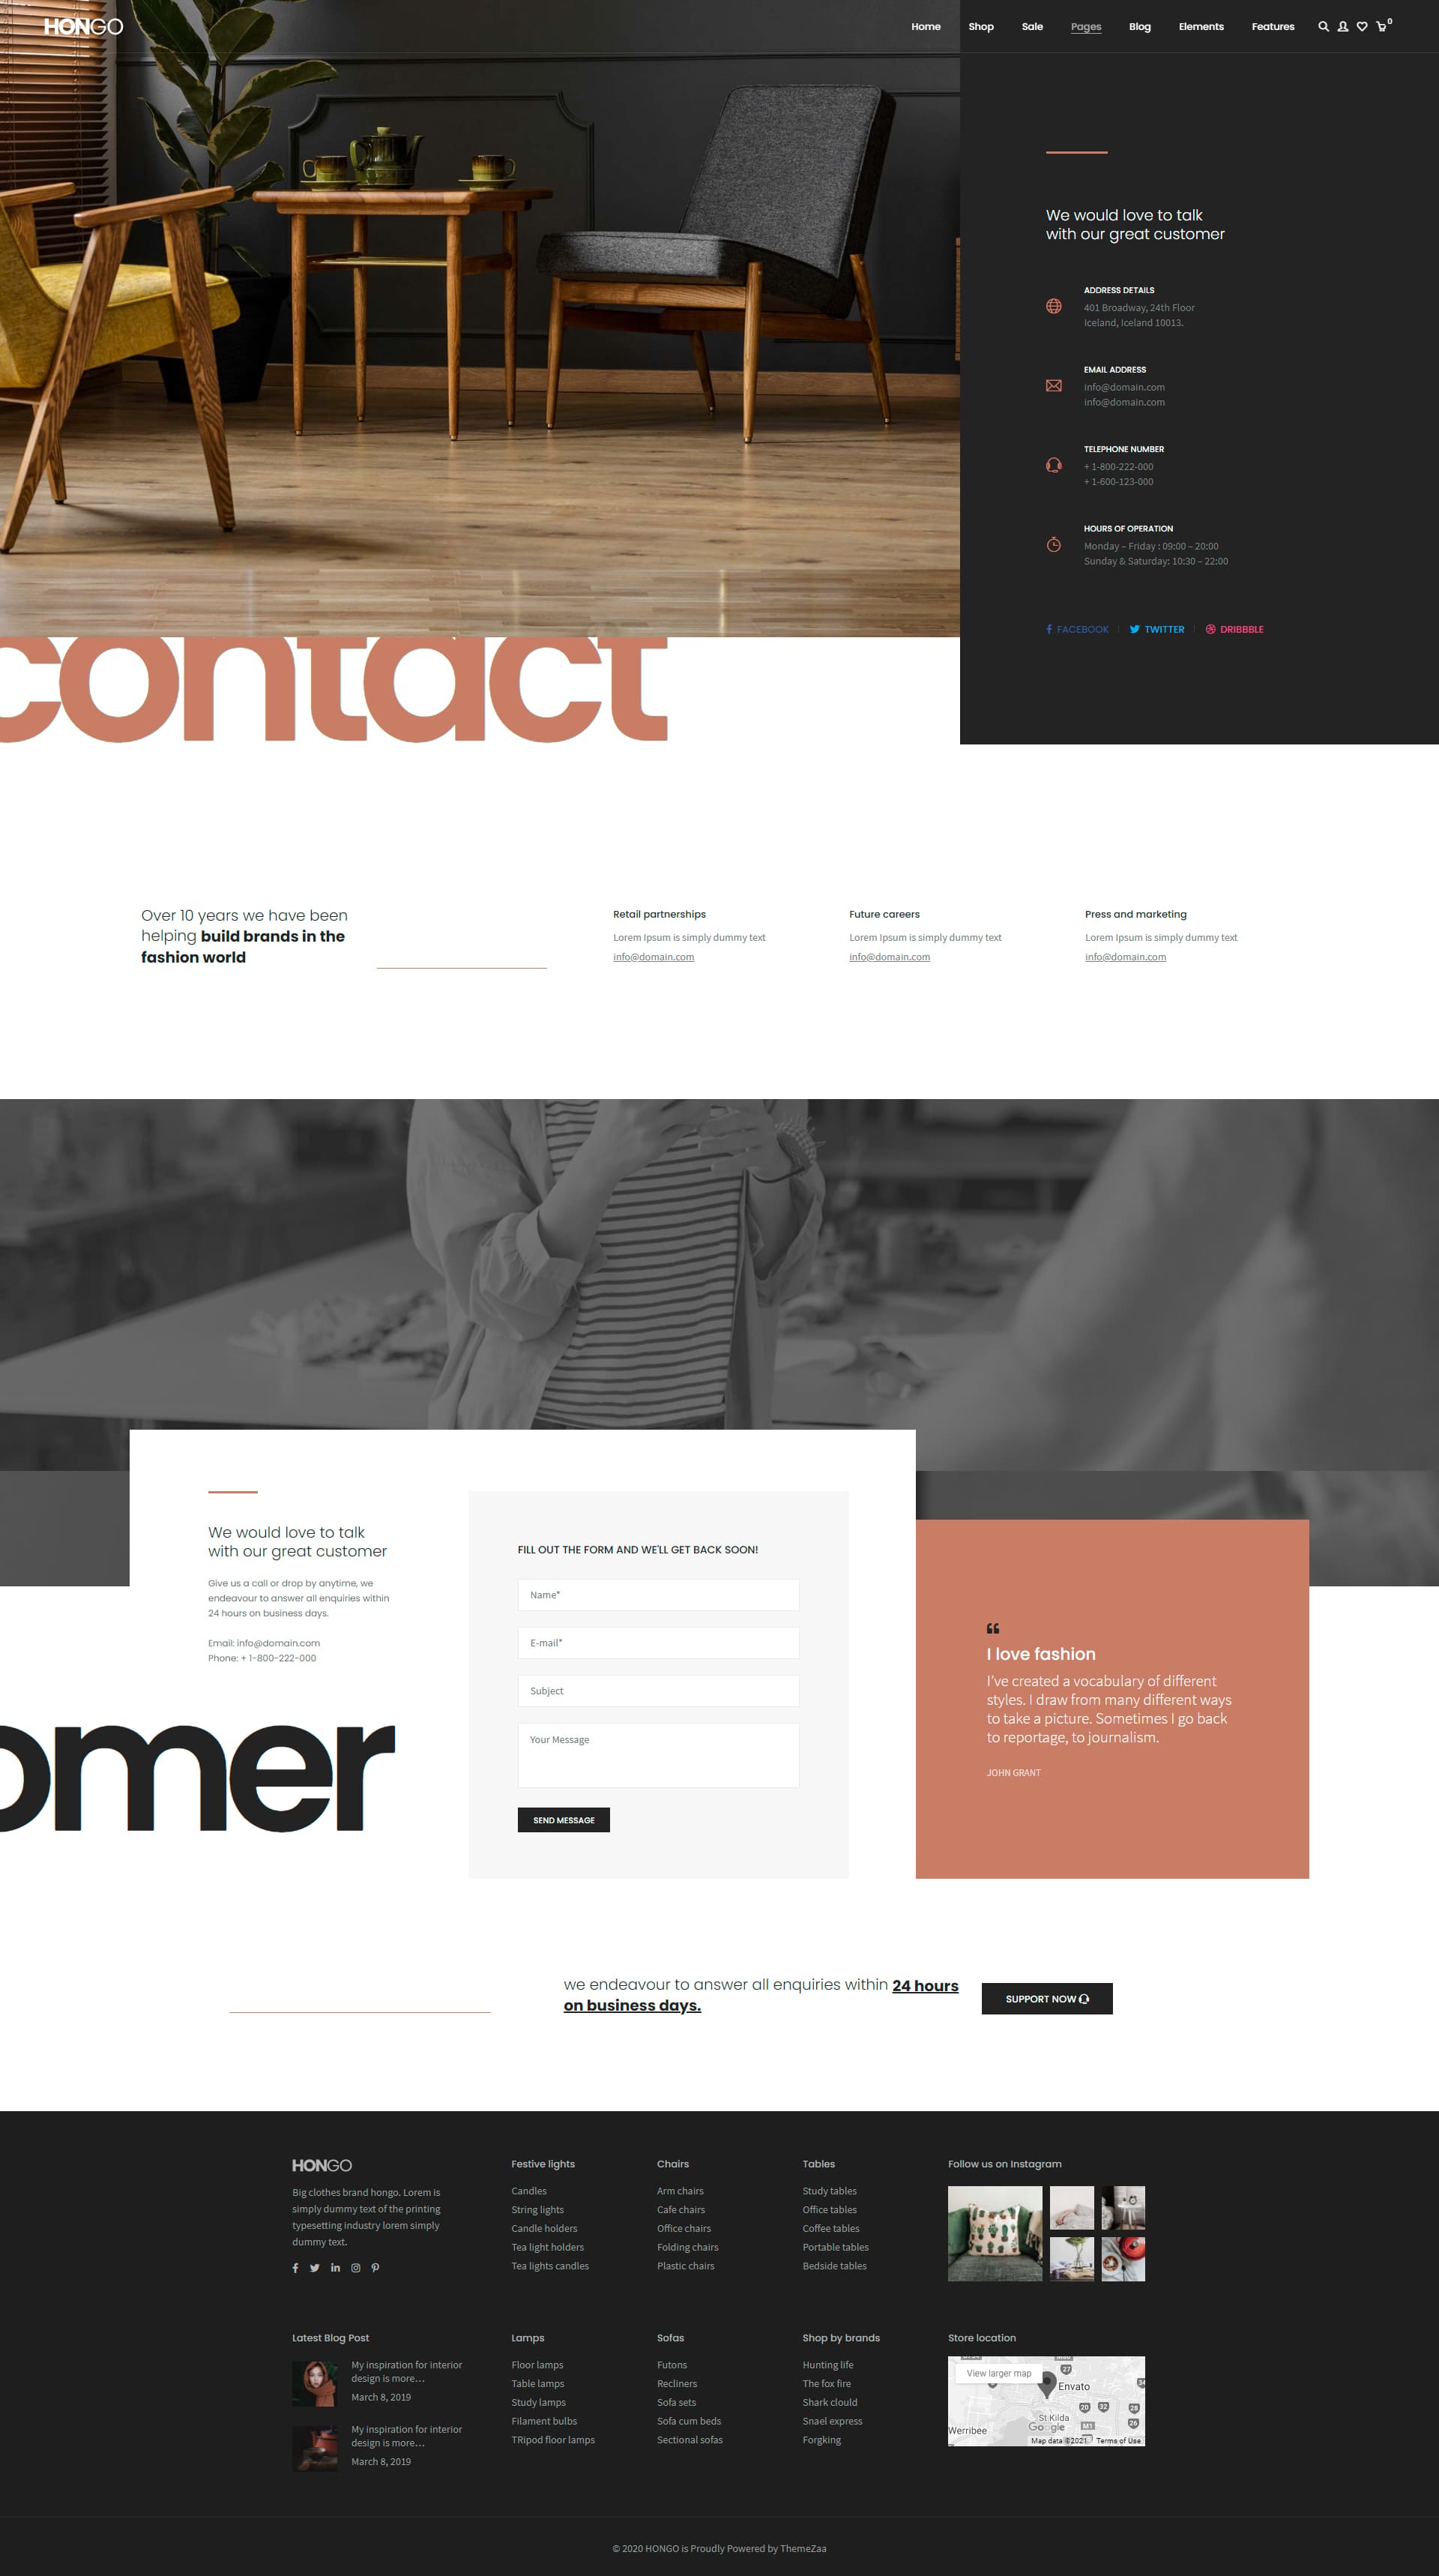 HONGO
Home Shop Sale Pages Blog Elements Features 0
We would love to talk
with our great customer
ADDRESS DETAILS
401 Broadway, 24th Floor
Iceland, Iceland 10013.
EMAIL ADDRESS
info@domain.com
info@domain.com
TELEPHONE NUMBER
+ 1-800-222-000
+ 1-600-123-000
HOURS OF OPERATION
Monday – Friday : 09:00 – 20:00
Sunday & Saturday: 10:30 – 22:00
FACEBOOK TWITTER DRIBBBLE
contact
Over 10 years we have been
helping build brands in the
fashion world
Retail partnerships
Lorem Ipsum is simply dummy text
info@domain.com
Future careers
Lorem Ipsum is simply dummy text
info@domain.com
Press and marketing
Lorem Ipsum is simply dummy text
info@domain.com
We would love to talk
with our great customer
Give us a call or drop by anytime, we
endeavour to answer all enquiries within
24 hours on business days.
Email: info@domain.com
Phone: + 1-800-222-000
omer
FILL OUT THE FORM AND WE'LL GET BACK SOON!
Name*
E-mail*
Subject
Your Message
SEND MESSAGE
I love fashion
I've created a vocabulary of different
styles. I draw from many different ways
to take a picture. Sometimes I go back
to reportage, to journalism.
JOHN GRANT
we endeavour to answer all enquiries within 24 hours
on business days.
SUPPORT NOW
HONGO
Big clothes brand hongo. Lorem is
simply dummy text of the printing
typesetting industry lorem simply
dummy text.
Festive lights
Candles
String lights
Candle holders
Tea light holders
Tea lights candles
Chairs
Arm chairs
Cafe chairs
Office chairs
Folding chairs
Plastic chairs
Tables
Study tables
Office tables
Coffee tables
Portable tables
Bedside tables
Follow us on Instagram
Latest Blog Post
My inspiration for interior
design is more…
March 8, 2019
My inspiration for interior
design is more…
March 8, 2019
Lamps
Floor lamps
Table lamps
Study lamps
Filament bulbs
TRipod floor lamps
Sofas
Futons
Recliners
Sofa sets
Sofa cum beds
Sectional sofas
Shop by brands
Hunting life
The fox fire
Shark clould
Snael express
Forgking
Store location
View larger map
27
Envato
20 32 28
St Kilda
26
M1
Google
Werribee
Map data ©2021 Terms of Use
© 2020 HONGO is Proudly Powered by ThemeZaa